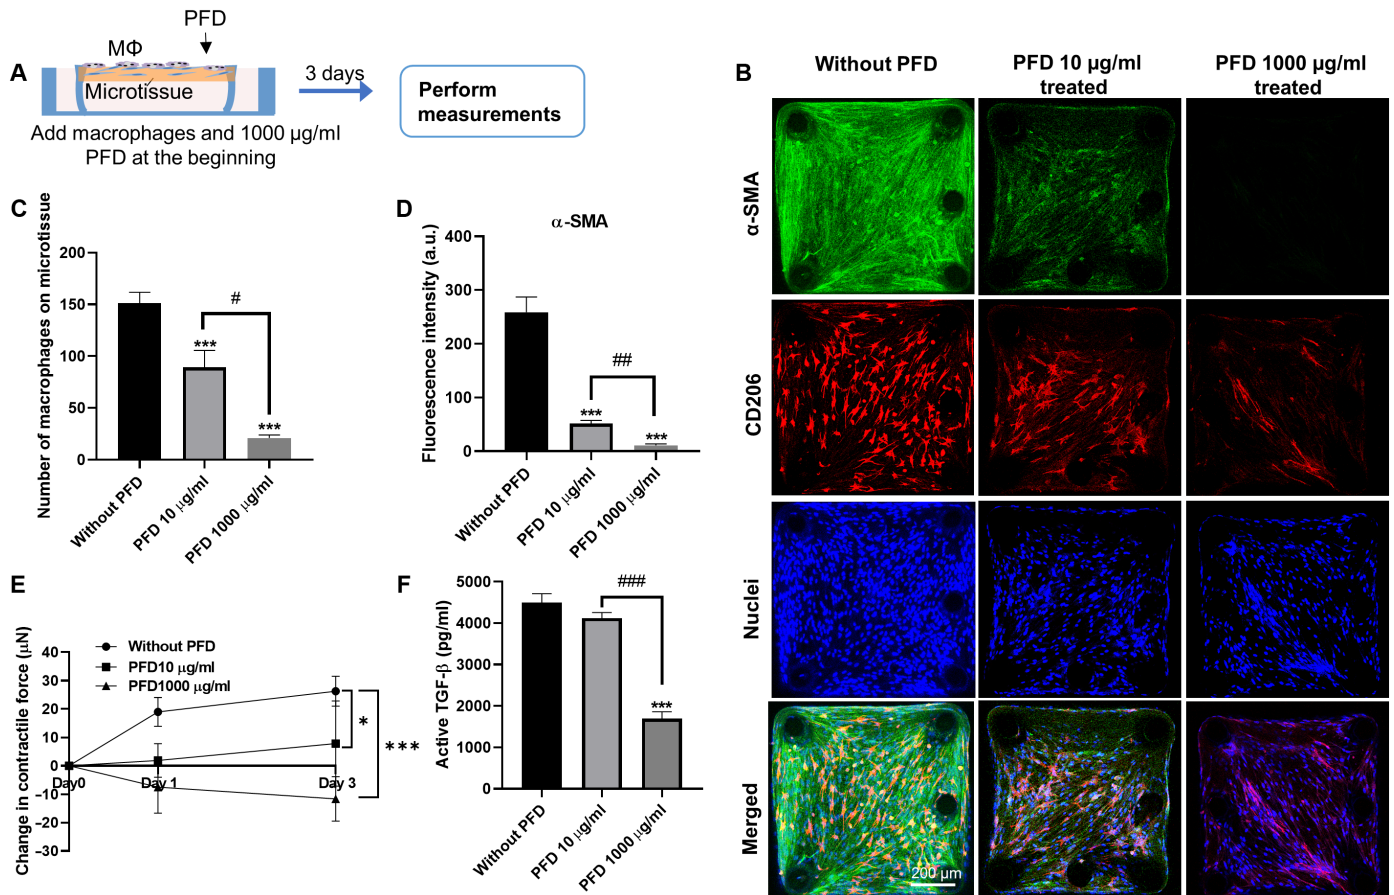 A
PFD
MΦ
Microtissue
3 days
Perform
measurements
Add macrophages and 1000 µg/ml
PFD at the beginning
B
Without PFD
PFD 10 µg/ml
treated
PFD 1000 µg/ml
treated
α-SMA
CD206
Nuclei
Merged
200 µm
C
Number of macrophages on microtissue
200
150
100
50
0
#
***
***
Without PFD
PFD 10 µg/ml
PFD 1000 µg/ml
D
α-SMA
Fluorescence intensity (a.u.)
400
300
200
100
0
##
***
***
Without PFD
PFD 10 µg/ml
PFD 1000 µg/ml
E
Change in contractile force (µN)
40
30
20
10
0
−10
−20
−30
Without PFD
PFD10 µg/ml
PFD1000 µg/ml
Day0
Day 1
Day 3
*
***
F
Active TGF-β (pg/ml)
5000
4000
3000
2000
1000
0
###
***
Without PFD
PFD 10 µg/ml
PFD 1000 µg/ml